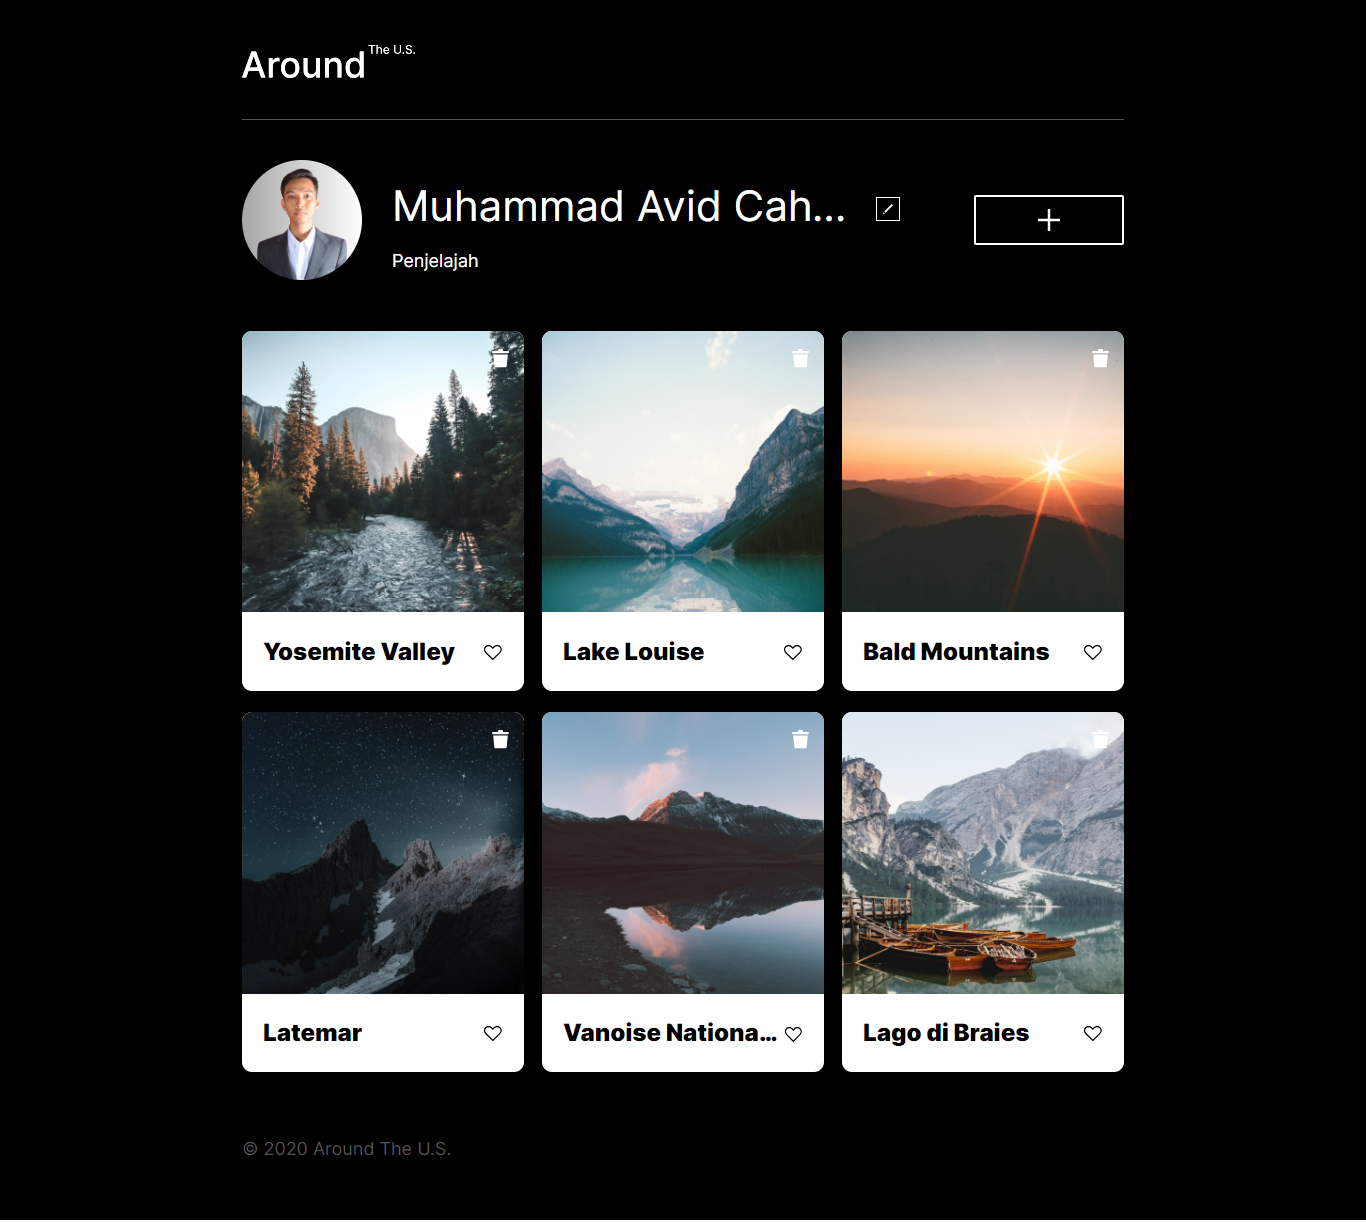 Around The U.S.
Muhammad Avid Cah...
Penjelajah
Yosemite Valley
Lake Louise
Bald Mountains
Latemar
Vanoise Nationa...
Lago di Braies
© 2020 Around The U.S.